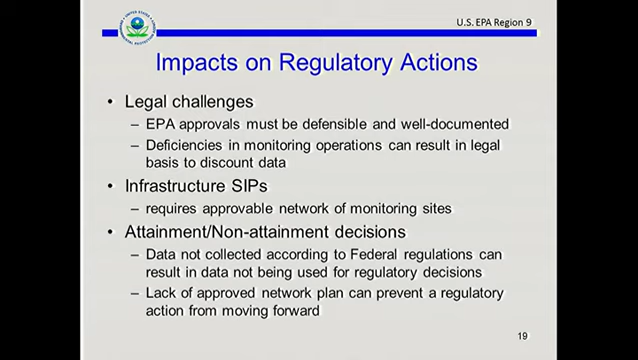 U.S. EPA Region 9
Impacts on Regulatory Actions
• Legal challenges
– EPA approvals must be defensible and well-documented
– Deficiencies in monitoring operations can result in legal
basis to discount data
• Infrastructure SIPs
– requires approvable network of monitoring sites
• Attainment/Non-attainment decisions
– Data not collected according to Federal regulations can
result in data not being used for regulatory decisions
– Lack of approved network plan can prevent a regulatory
action from moving forward
19